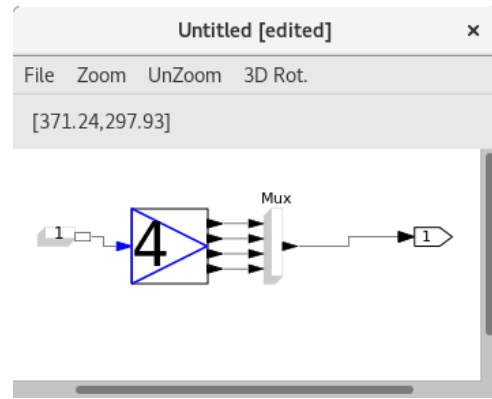 Untitled [edited]
×
File Zoom UnZoom 3D Rot.
[371.24,297.93]
Mux
1
4
1